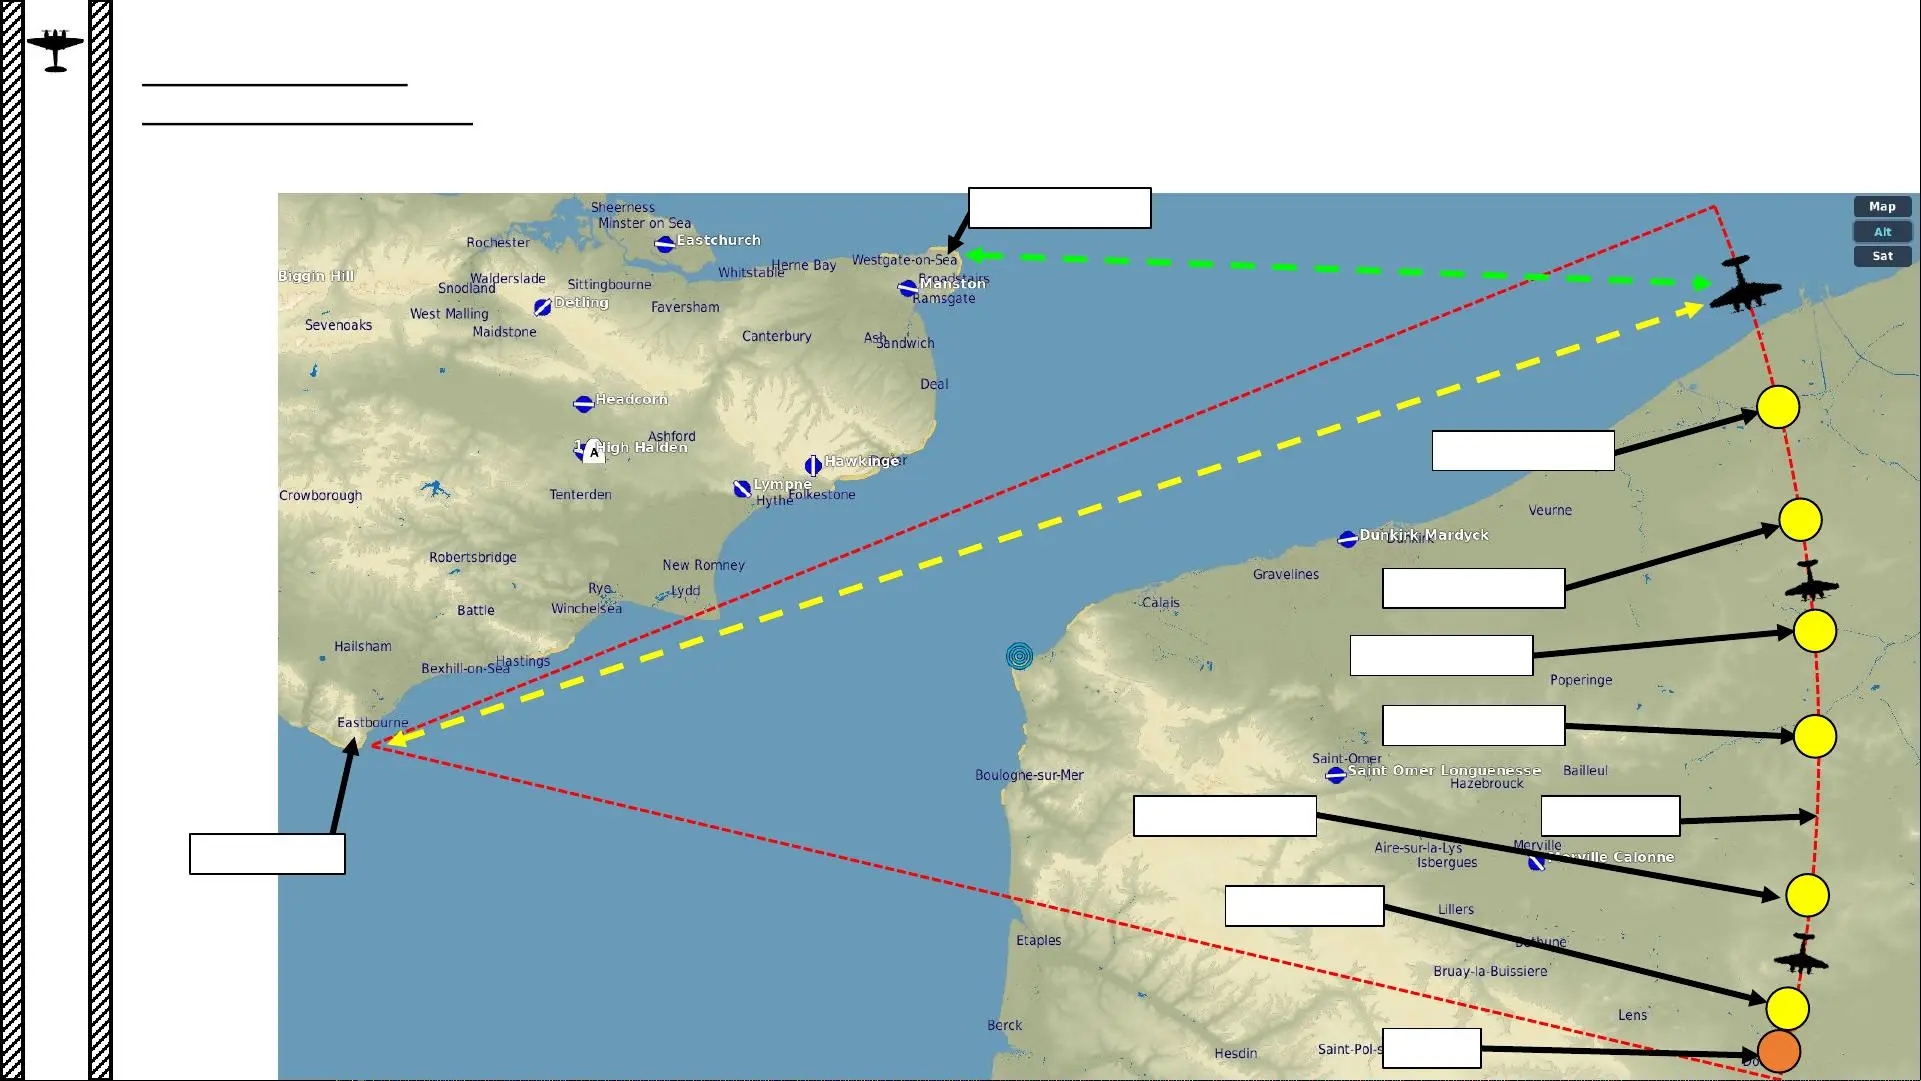 Sheerness
Map
Minster on Sea
Alt
Rochester
Eastchurch
Sat
Westgate-on-Sea
Herne Bay
Whitstable
Biggin Hill
Walderslade
Sittingbourne
Broadstairs
Snodland
Manston
Detling
Ramsgate
West Malling
Faversham
Sevenoaks
Maidstone
Canterbury
Ash
Sandwich
Deal
Headcorn
Ashford
1
High Halden
A
Hawkinge
Lympne
Crowborough
Tenterden
Hythe
Folkestone
Veurne
Dunkirk Mardyck
Dunkirk
Robertsbridge
New Romney
Gravelines
Rye
Lydd
Calais
Battle
Winchelsea
Hailsham
Hastings
Bexhill-on-Sea
Poperinge
Eastbourne
Saint-Omer
Boulogne-sur-Mer
Saint Omer Longuenesse
Bailleul
Hazebrouck
Aire-sur-la-Lys
Merville
Merville Calonne
Isbergues
Lillers
Etaples
Bethune
Bruay-la-Buissiere
Lens
Berck
Hesdin
Saint-Pol-s